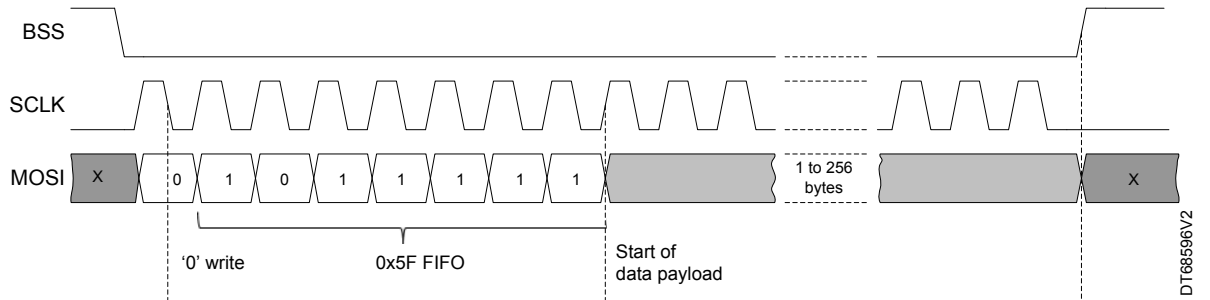 BSS
SCLK
MOSI
X 0 1 0 1 1 1 1 1 1 to 256 X
bytes
'0' write 0x5F FIFO Start of
data payload
DT68596V2